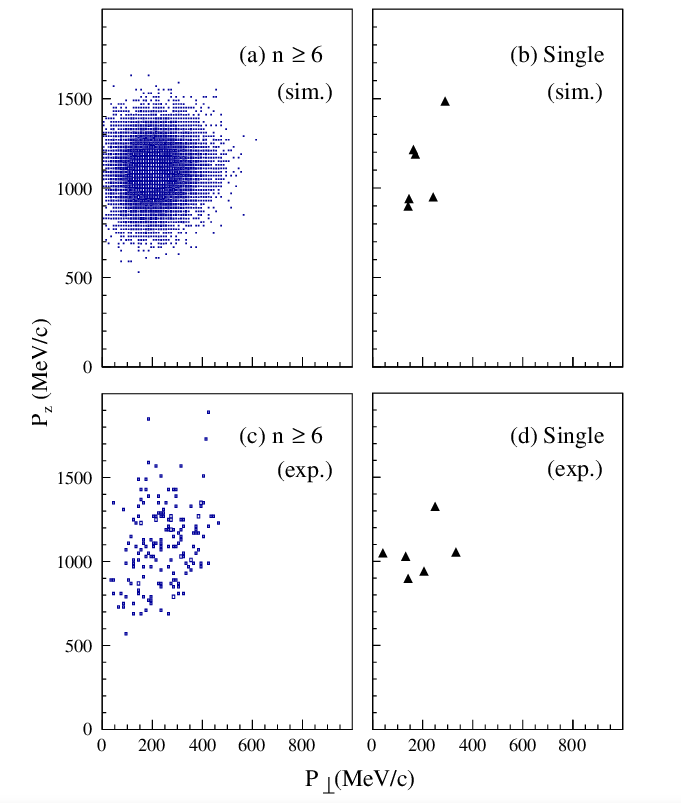 (a) n ≥ 6
(sim.)
(b) Single
(sim.)
1500
1000
500
0
P_z (MeV/c)
(c) n ≥ 6
(exp.)
(d) Single
(exp.)
1500
1000
500
0
0 200 400 600 800
0 200 400 600 800
P_⊥(MeV/c)